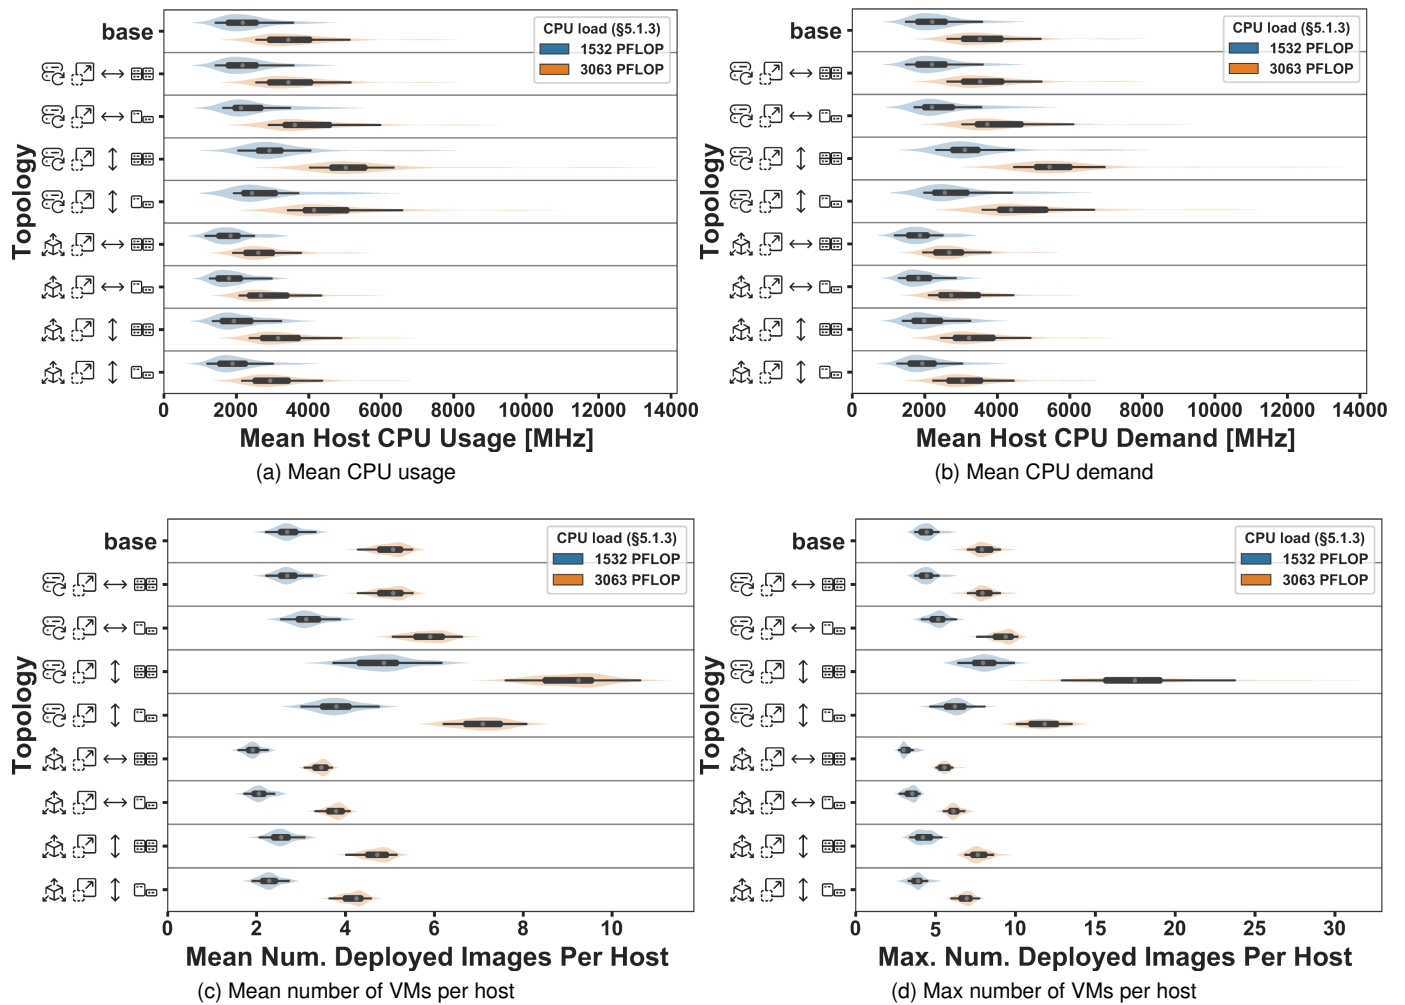 base
Topology
CPU load (§5.1.3)
1532 PFLOP
3063 PFLOP
0 2000 4000 6000 8000 10000 12000 14000
Mean Host CPU Usage [MHz]
(a) Mean CPU usage
base
Topology
CPU load (§5.1.3)
1532 PFLOP
3063 PFLOP
0 2000 4000 6000 8000 10000 12000 14000
Mean Host CPU Demand [MHz]
(b) Mean CPU demand
base
Topology
CPU load (§5.1.3)
1532 PFLOP
3063 PFLOP
0 2 4 6 8 10
Mean Num. Deployed Images Per Host
(c) Mean number of VMs per host
base
Topology
CPU load (§5.1.3)
1532 PFLOP
3063 PFLOP
0 5 10 15 20 25 30
Max. Num. Deployed Images Per Host
(d) Max number of VMs per host